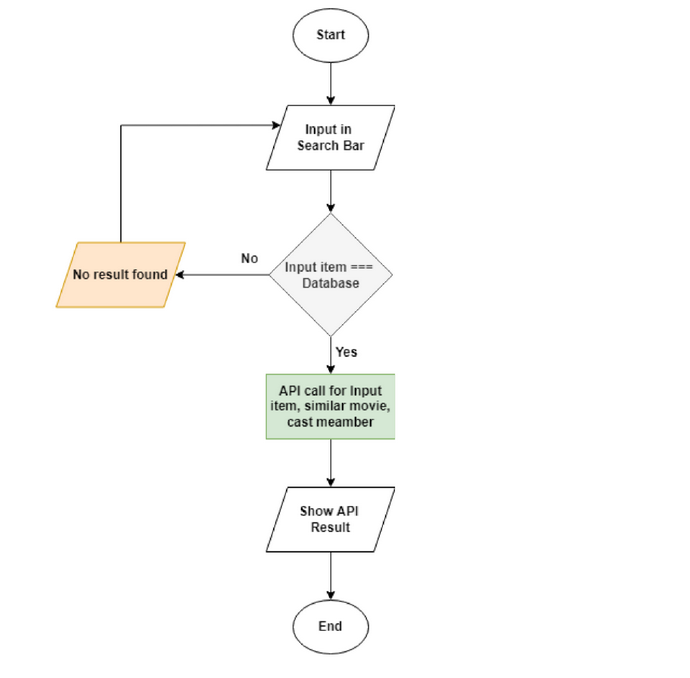 Start
Input in
Search Bar
No
Input item ===
Database
No result found
Yes
API call for Input
item, similar movie,
cast meamber
Show API
Result
End